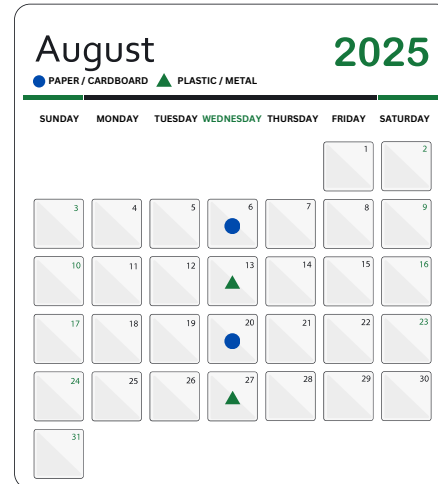 August 2025
PAPER / CARDBOARD PLASTIC / METAL
SUNDAY MONDAY TUESDAY WEDNESDAY THURSDAY FRIDAY SATURDAY
1 2
3 4 5 6 7 8 9
10 11 12 13 14 15 16
17 18 19 20 21 22 23
24 25 26 27 28 29 30
31